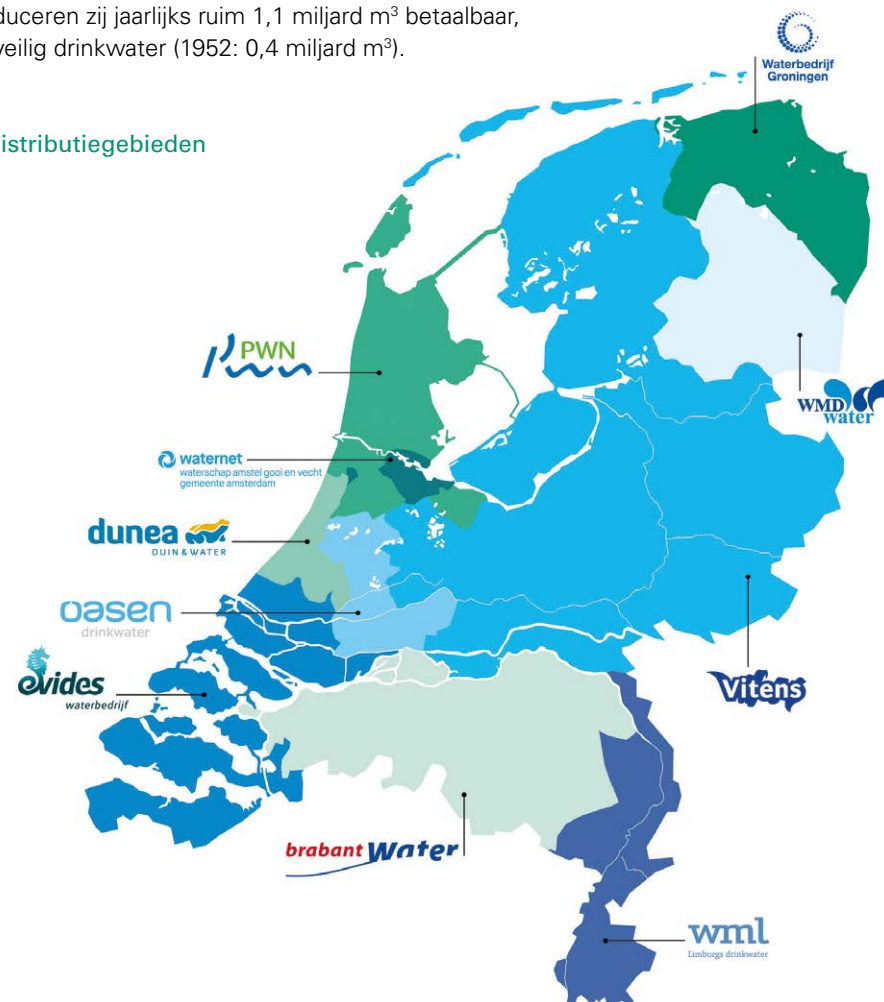 duceren zij jaarlijks ruim 1,1 miljard m³ betaalbaar,
veilig drinkwater (1952: 0,4 miljard m³).
istributiegebieden
Waterbedrijf
Groningen
PWN
WMD
water
waternet
waterschap amstel gooi en vecht
gemeente amsterdam
dunea
DUIN & WATER
oasen
drinkwater
evides
waterbedrijf
Vitens
brabant Water
wml
Limburgs drinkwater